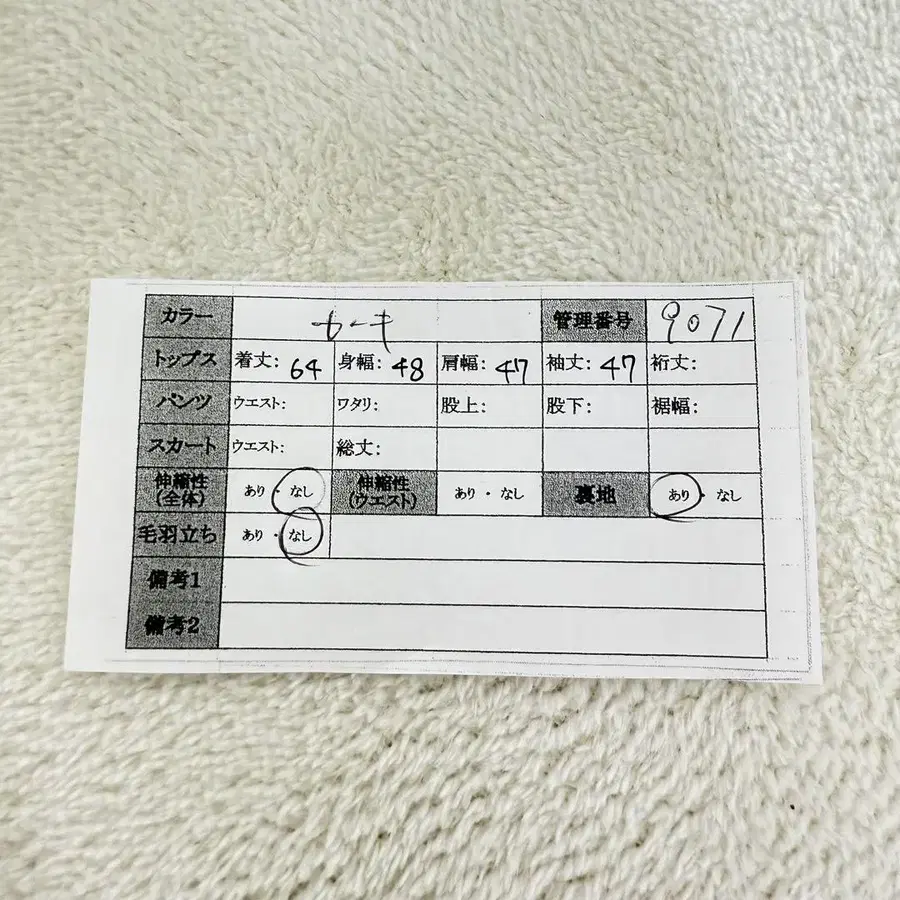 カラー カーキ 管理番号 9071
トップス 着丈: 64 身幅: 48 肩幅: 47 袖丈: 47 裄丈:
パンツ ウエスト: ワタリ: 股上: 股下: 裾幅:
スカート ウエスト: 総丈:
伸縮性(全体) あり・なし 伸縮性(ウエスト) あり・なし 裏地 あり・なし
毛羽立ち あり・なし
備考1
備考2